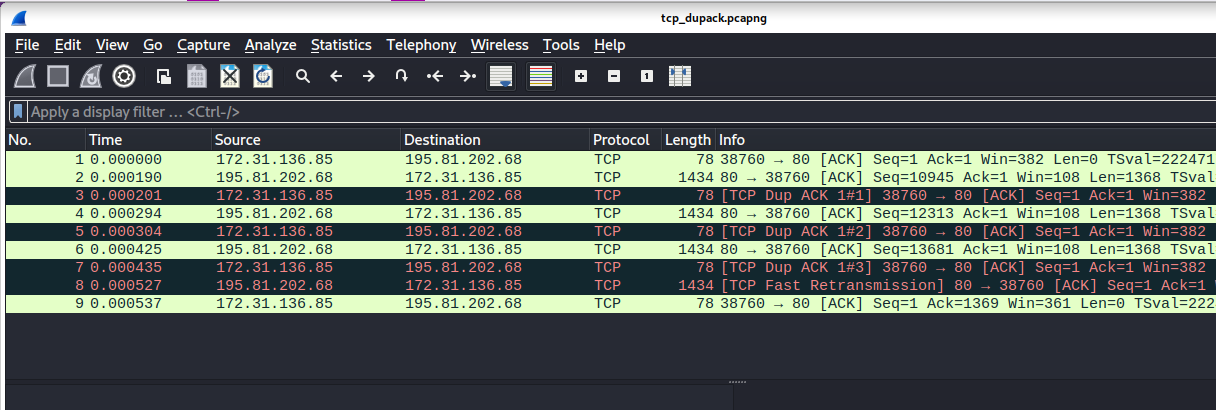 tcp_dupack.pcapng
File Edit View Go Capture Analyze Statistics Telephony Wireless Tools Help
Apply a display filter … <Ctrl-/>
No. Time Source Destination Protocol Length Info
1 0.000000 172.31.136.85 195.81.202.68 TCP 78 38760 → 80 [ACK] Seq=1 Ack=1 Win=382 Len=0 TSval=222471
2 0.000190 195.81.202.68 172.31.136.85 TCP 1434 80 → 38760 [ACK] Seq=10945 Ack=1 Win=108 Len=1368 TSval
3 0.000201 172.31.136.85 195.81.202.68 TCP 78 [TCP Dup ACK 1#1] 38760 → 80 [ACK] Seq=1 Ack=1 Win=382
4 0.000294 195.81.202.68 172.31.136.85 TCP 1434 80 → 38760 [ACK] Seq=12313 Ack=1 Win=108 Len=1368 TSval
5 0.000304 172.31.136.85 195.81.202.68 TCP 78 [TCP Dup ACK 1#2] 38760 → 80 [ACK] Seq=1 Ack=1 Win=382
6 0.000425 195.81.202.68 172.31.136.85 TCP 1434 80 → 38760 [ACK] Seq=13681 Ack=1 Win=108 Len=1368 TSval
7 0.000435 172.31.136.85 195.81.202.68 TCP 78 [TCP Dup ACK 1#3] 38760 → 80 [ACK] Seq=1 Ack=1 Win=382
8 0.000527 195.81.202.68 172.31.136.85 TCP 1434 [TCP Fast Retransmission] 80 → 38760 [ACK] Seq=1 Ack=1
9 0.000537 172.31.136.85 195.81.202.68 TCP 78 38760 → 80 [ACK] Seq=1 Ack=1369 Win=361 Len=0 TSval=222